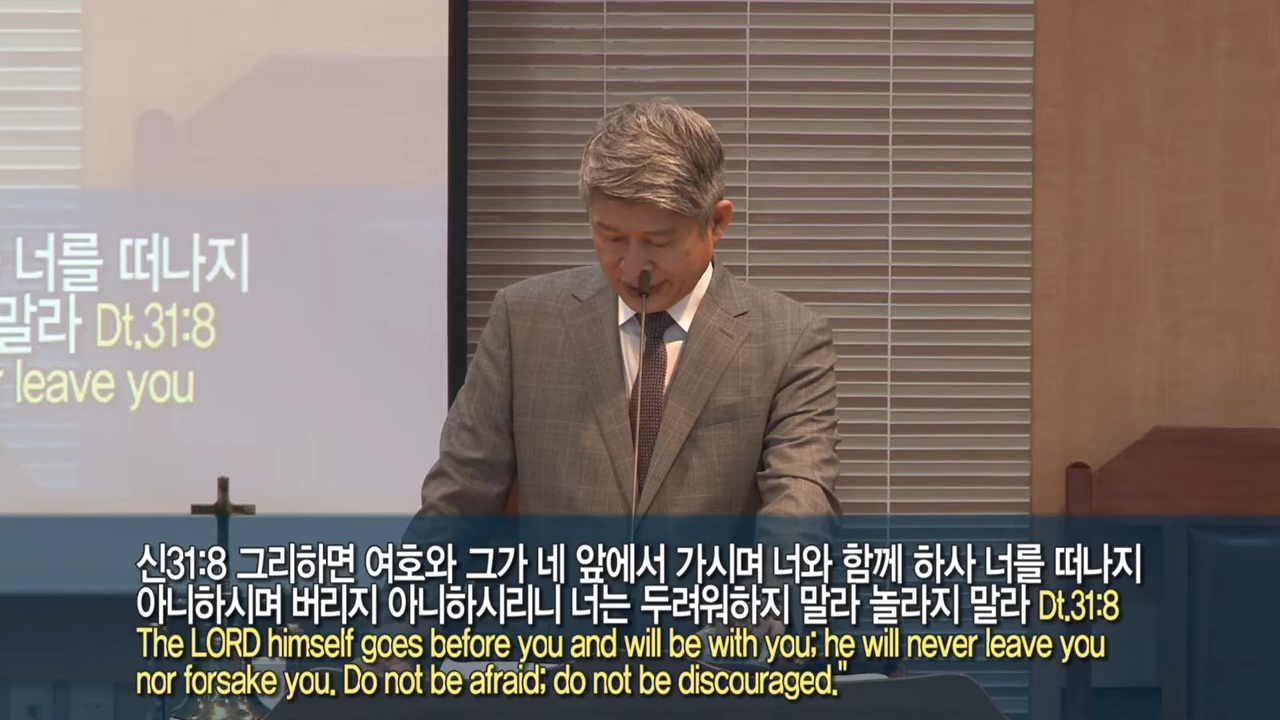 너를 떠나지
말라 Dt.31:8
leave you
신31:8 그리하면 여호와 그가 네 앞에서 가시며 너와 함께 하사 너를 떠나지
아니하시며 버리지 아니하시리니 너는 두려워하지 말라 놀라지 말라 Dt.31:8
The LORD himself goes before you and will be with you; he will never leave you
nor forsake you. Do not be afraid; do not be discouraged."